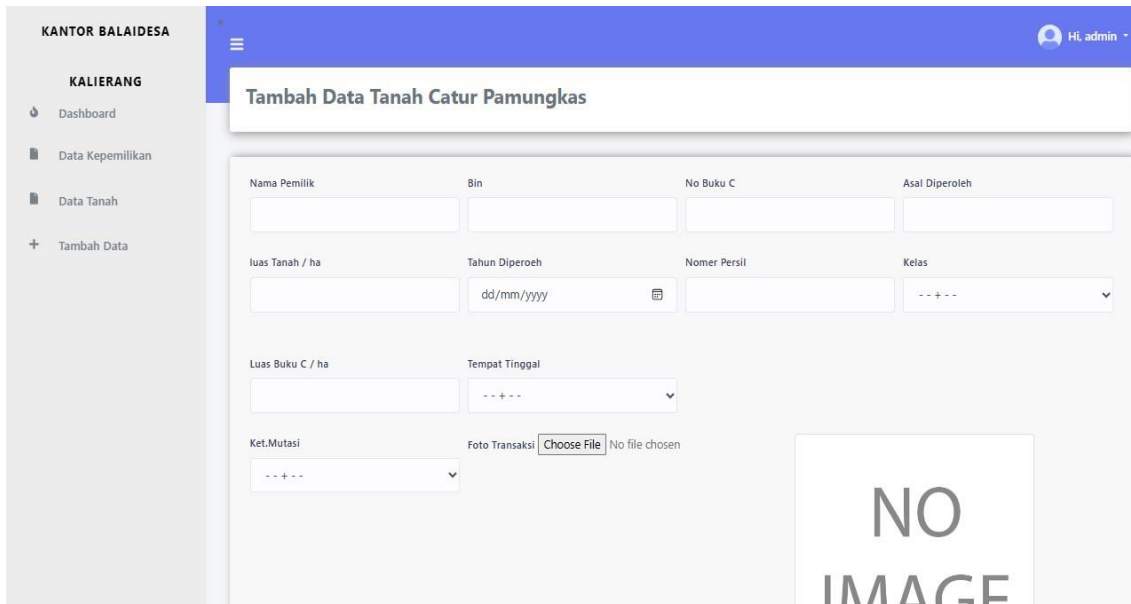 KANTOR BALAIDESA
KALIERANG
Dashboard
Data Kepemilikan
Data Tanah
Tambah Data
Hi, admin
Tambah Data Tanah Catur Pamungkas
Nama Pemilik Bin No Buku C Asal Diperoleh
luas Tanah / ha Tahun Diperoeh Nomer Persil Kelas
dd/mm/yyyy - - + - -
Luas Buku C / ha Tempat Tinggal
- - + - -
Ket.Mutasi Foto Transaksi Choose File No file chosen
- - + - -
NO
IMAGE